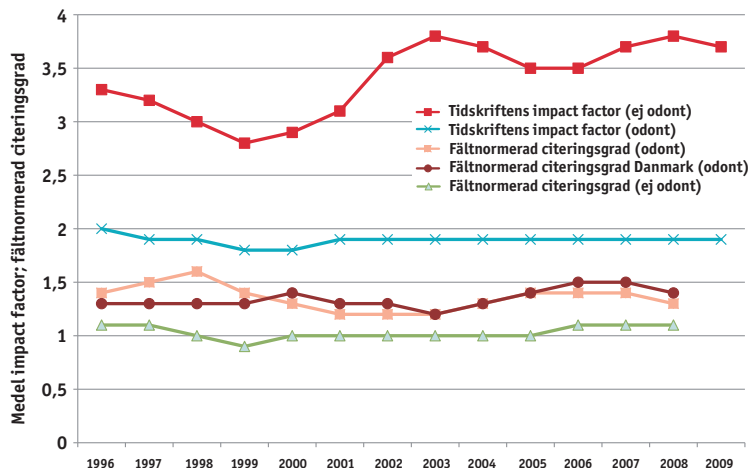 Medel impact factor; fältnormerad citeringsgrad
4
3,5
3
2,5
2
1,5
1
0,5
0
Tidskriftens impact factor (ej odont)
Tidskriftens impact factor (odont)
Fältnormerad citeringsgrad (odont)
Fältnormerad citeringsgrad Danmark (odont)
Fältnormerad citeringsgrad (ej odont)
1996 1997 1998 1999 2000 2001 2002 2003 2004 2005 2006 2007 2008 2009